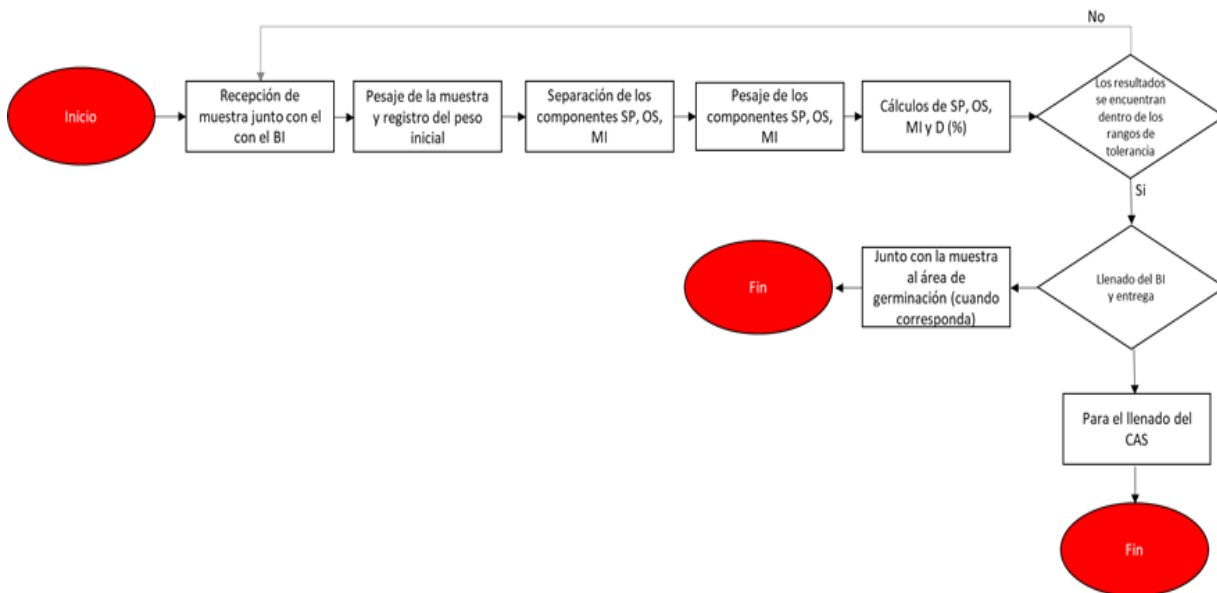 No
Inicio
Recepción de
muestra junto con el
con el BI
Pesaje de la muestra
y registro del peso
inicial
Separación de los
componentes SP, OS,
MI
Pesaje de los
componentes SP, OS,
MI
Cálculos de SP, OS,
MI y D (%)
Los resultados
se encuentran
dentro de los
rangos de
tolerancia
Si
Llenado del BI
y entrega
Junto con la muestra
al área de
germinación (cuando
corresponda)
Fin
Para el llenado del
CAS
Fin